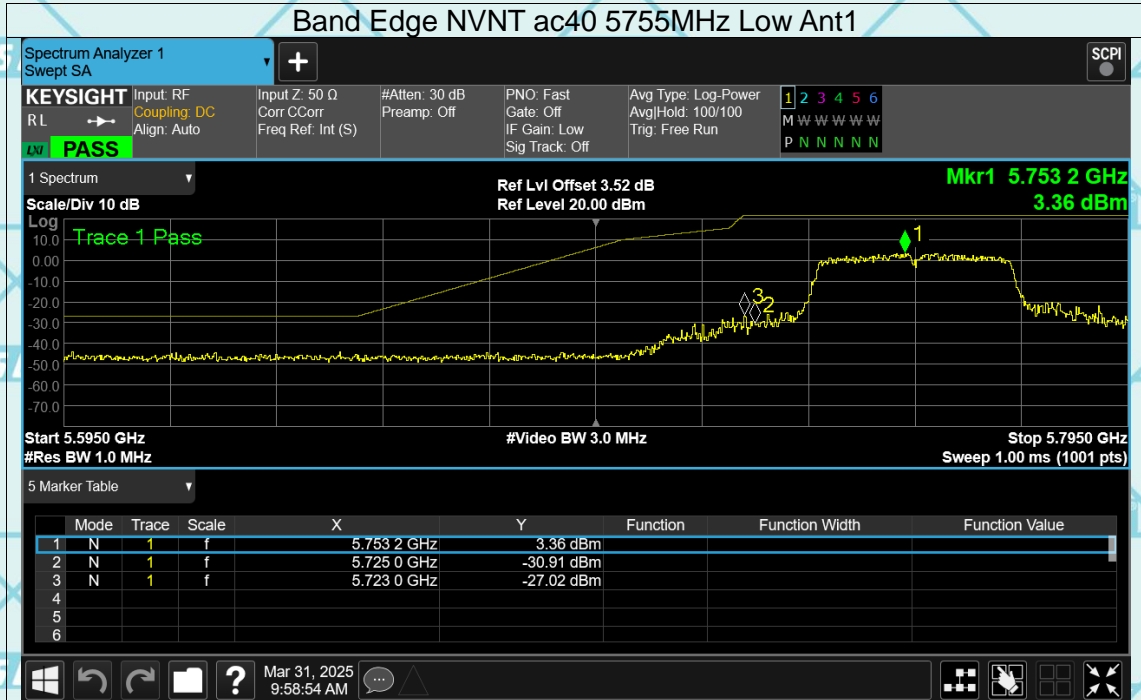 Band Edge NVNT ac40 5755MHz Low Ant1
Spectrum Analyzer 1
Swept SA
+
SCPI
KEYSIGHT
RL
LXI
PASS
Input: RF
Coupling: DC
Align: Auto
Input Z: 50 Ω
Corr CCorr
Freq Ref: Int (S)
#Atten: 30 dB
Preamp: Off
PNO: Fast
Gate: Off
IF Gain: Low
Sig Track: Off
Avg Type: Log-Power
Avg|Hold: 100/100
Trig: Free Run
1 2 3 4 5 6
M W W W W W
P N N N N N
1 Spectrum
Scale/Div 10 dB
Ref Lvl Offset 3.52 dB
Ref Level 20.00 dBm
Mkr1 5.753 2 GHz
3.36 dBm
Log
Trace 1 Pass
10.0
0.00
-10.0
-20.0
-30.0
-40.0
-50.0
-60.0
-70.0
1
3
2
Start 5.5950 GHz
#Res BW 1.0 MHz
#Video BW 3.0 MHz
Stop 5.7950 GHz
Sweep 1.00 ms (1001 pts)
5 Marker Table
Mode Trace Scale X Y Function Function Width Function Value
1 N 1 f 5.753 2 GHz 3.36 dBm
2 N 1 f 5.725 0 GHz -30.91 dBm
3 N 1 f 5.723 0 GHz -27.02 dBm
4
5
6
?
Mar 31, 2025
9:58:54 AM